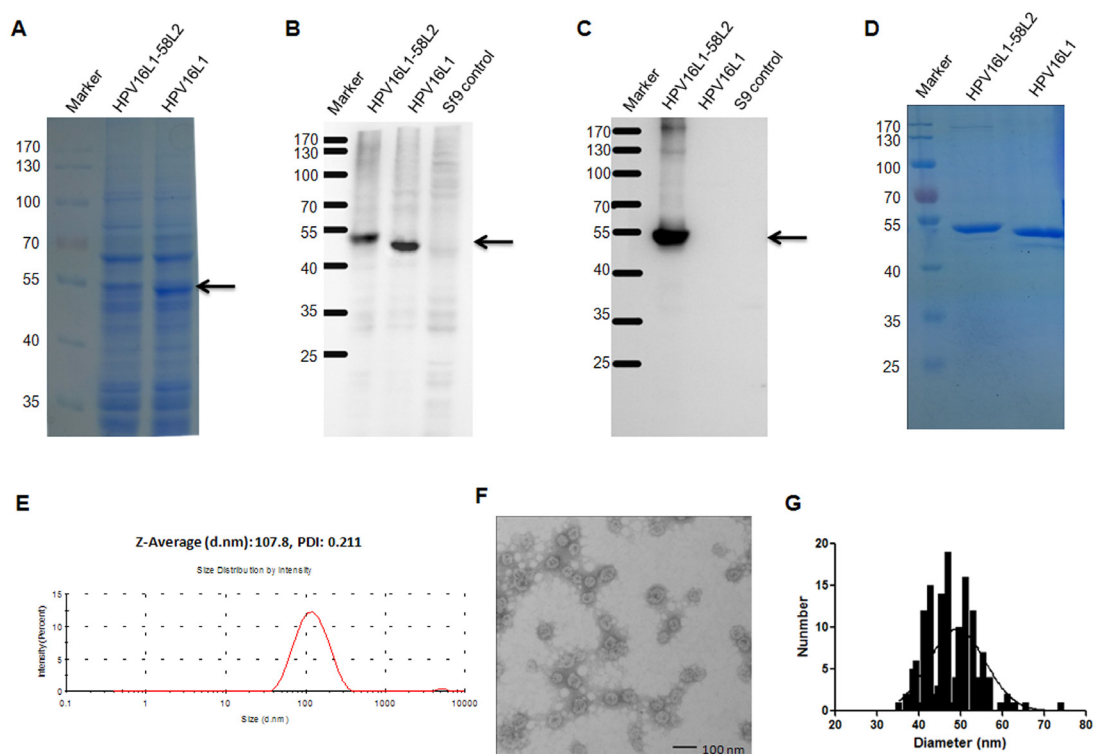 A
Marker
HPV16L1-58L2
HPV16L1
170
130
100
70
55
40
35
B
Marker
HPV16L1-58L2
HPV16L1
Sf9 control
170
130
100
70
55
40
35
25
C
Marker
HPV16L1-58L2
HPV16L1
S9 control
170
130
100
70
55
40
35
25
D
Marker
HPV16L1-58L2
HPV16L1
170
130
100
70
55
40
35
25
E
Z-Average (d.nm): 107.8, PDI: 0.211
Size Distribution by Intensity
Intensity (Percent)
15
10
5
0
0.1 1 10 100 1000 10000
Size (d.nm)
F
100 nm
G
Nunmber
20
15
10
5
0
20 30 40 50 60 70 80
Diameter (nm)